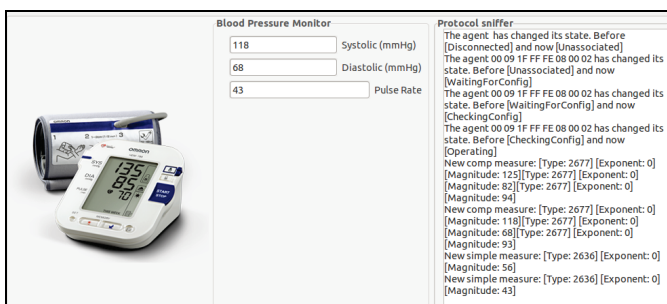 Blood Pressure Monitor
118 Systolic (mmHg)
68 Diastolic (mmHg)
43 Pulse Rate
omron
SYS
135
DIA
85
PULSE
70
START
STOP
Protocol sniffer
The agent  has changed its state. Before
[Disconnected] and now [Unassociated]
The agent 00 09 1F FF FE 08 00 02 has changed its
state. Before [Unassociated] and now
[WaitingForConfig]
The agent 00 09 1F FF FE 08 00 02 has changed its
state. Before [WaitingForConfig] and now
[CheckingConfig]
The agent 00 09 1F FF FE 08 00 02 has changed its
state. Before [CheckingConfig] and now
[Operating]
New comp measure: [Type: 2677] [Exponent: 0]
[Magnitude: 125][Type: 2677] [Exponent: 0]
[Magnitude: 82][Type: 2677] [Exponent: 0]
[Magnitude: 94]
New comp measure: [Type: 2677] [Exponent: 0]
[Magnitude: 118][Type: 2677] [Exponent: 0]
[Magnitude: 68][Type: 2677] [Exponent: 0]
[Magnitude: 93]
New simple measure: [Type: 2636] [Exponent: 0]
[Magnitude: 56]
New simple measure: [Type: 2636] [Exponent: 0]
[Magnitude: 43]